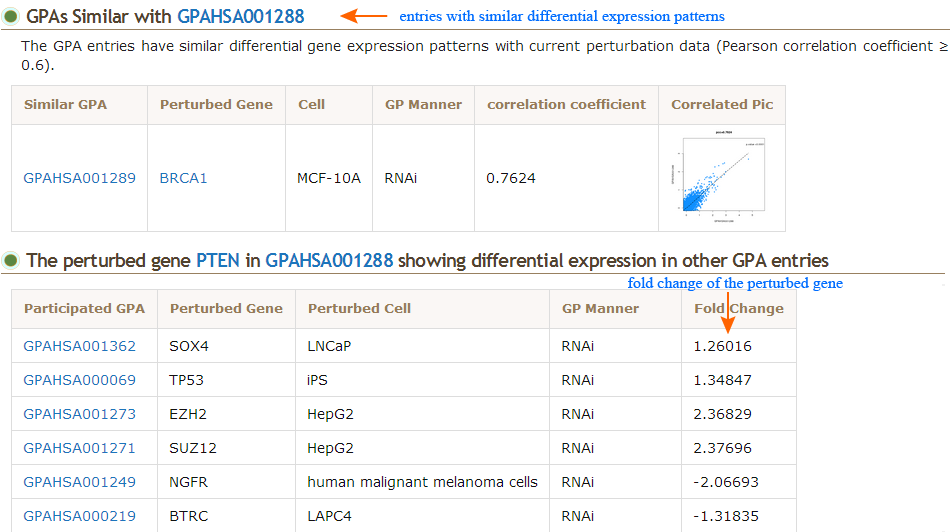 GPAs Similar with GPAHSA001288
entries with similar differential expression patterns
The GPA entries have similar differential gene expression patterns with current perturbation data (Pearson correlation coefficient ≥
0.6).
Similar GPA Perturbed Gene Cell GP Manner correlation coefficient Correlated Pic
GPAHSA001289 BRCA1 MCF-10A RNAi 0.7624
The perturbed gene PTEN in GPAHSA001288 showing differential expression in other GPA entries
fold change of the perturbed gene
Participated GPA Perturbed Gene Perturbed Cell GP Manner Fold Change
GPAHSA001362 SOX4 LNCaP RNAi 1.26016
GPAHSA000069 TP53 iPS RNAi 1.34847
GPAHSA001273 EZH2 HepG2 RNAi 2.36829
GPAHSA001271 SUZ12 HepG2 RNAi 2.37696
GPAHSA001249 NGFR human malignant melanoma cells RNAi -2.06693
GPAHSA000219 BTRC LAPC4 RNAi -1.31835